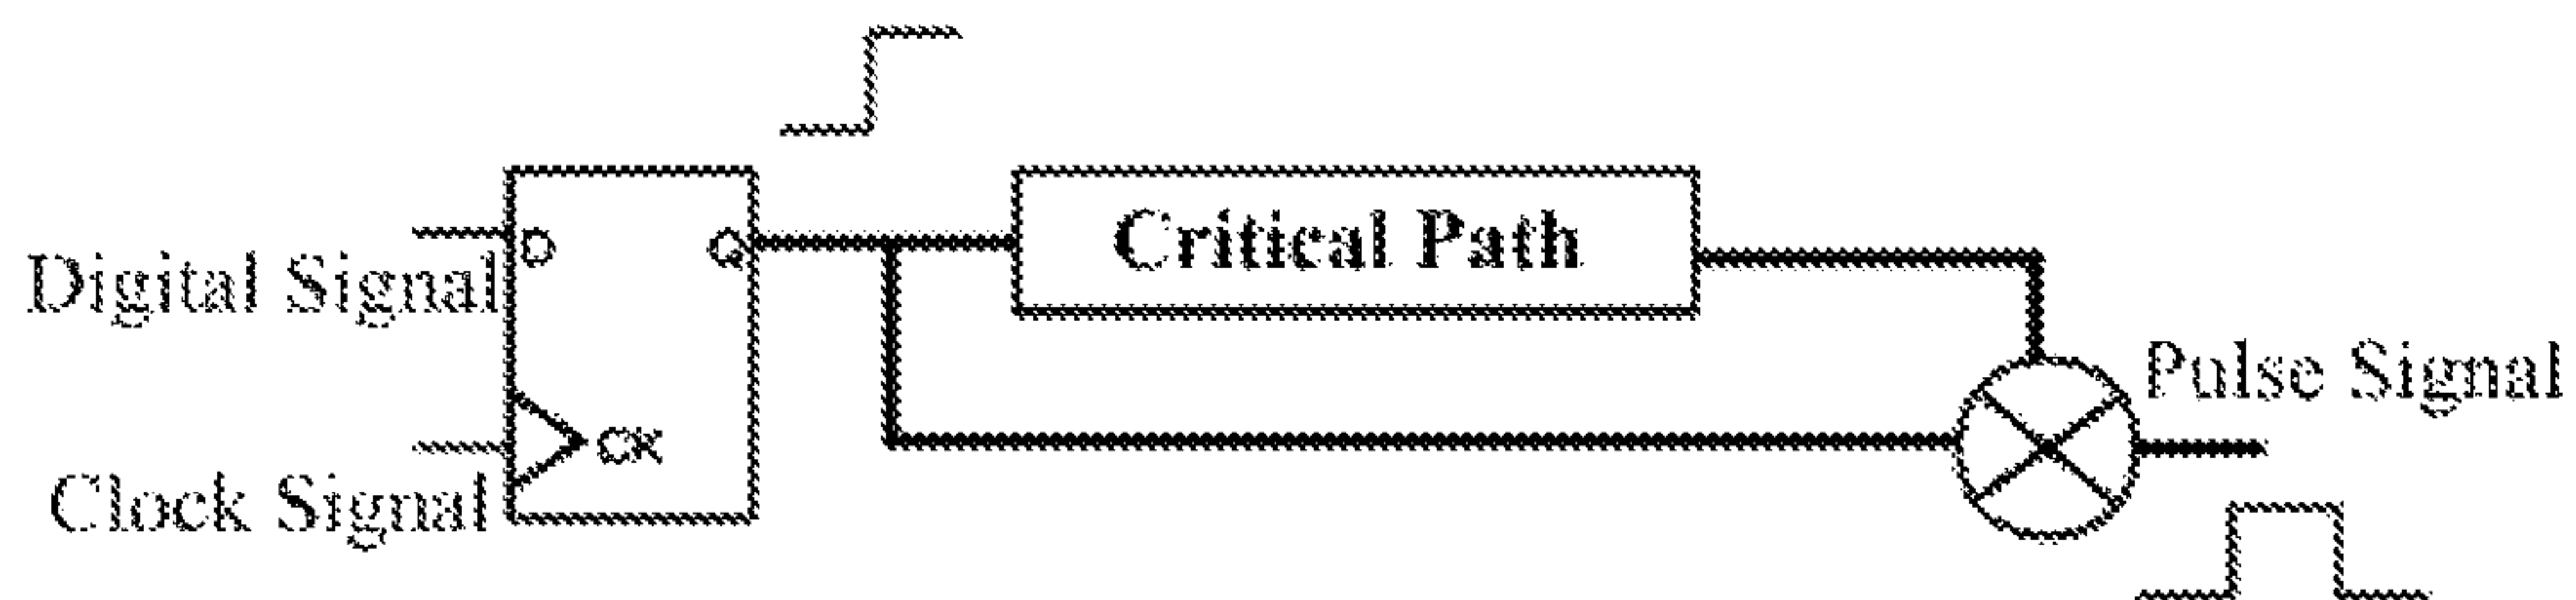 D
Q
Critical Path
Digital Signal
Pulse Signal
CK
Clock Signal